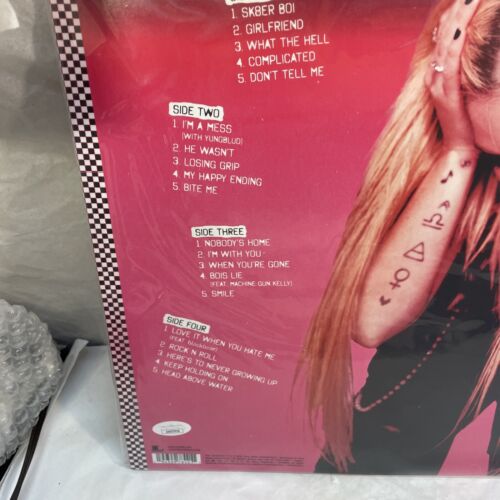 1. SK8ER BOI
2. GIRLFRIEND
3. WHAT THE HELL
4. COMPLICATED
5. DON'T TELL ME
SIDE TWO
1. I'M A MESS
(WITH YUNGBLUD)
2. HE WASN'T
3. LOSING GRIP
4. MY HAPPY ENDING
5. BITE ME
SIDE THREE
1. NOBODY'S HOME
2. I'M WITH YOU
3. WHEN YOU'RE GONE
4. BOIS LIE
(FEAT. MACHINE GUN KELLY)
5. SMILE
SIDE FOUR
1. LOVE IT WHEN YOU HATE ME
(FEAT. blackbear)
2. ROCK N ROLL
3. HERE'S TO NEVER GROWING UP
4. KEEP HOLDING ON
5. HEAD ABOVE WATER